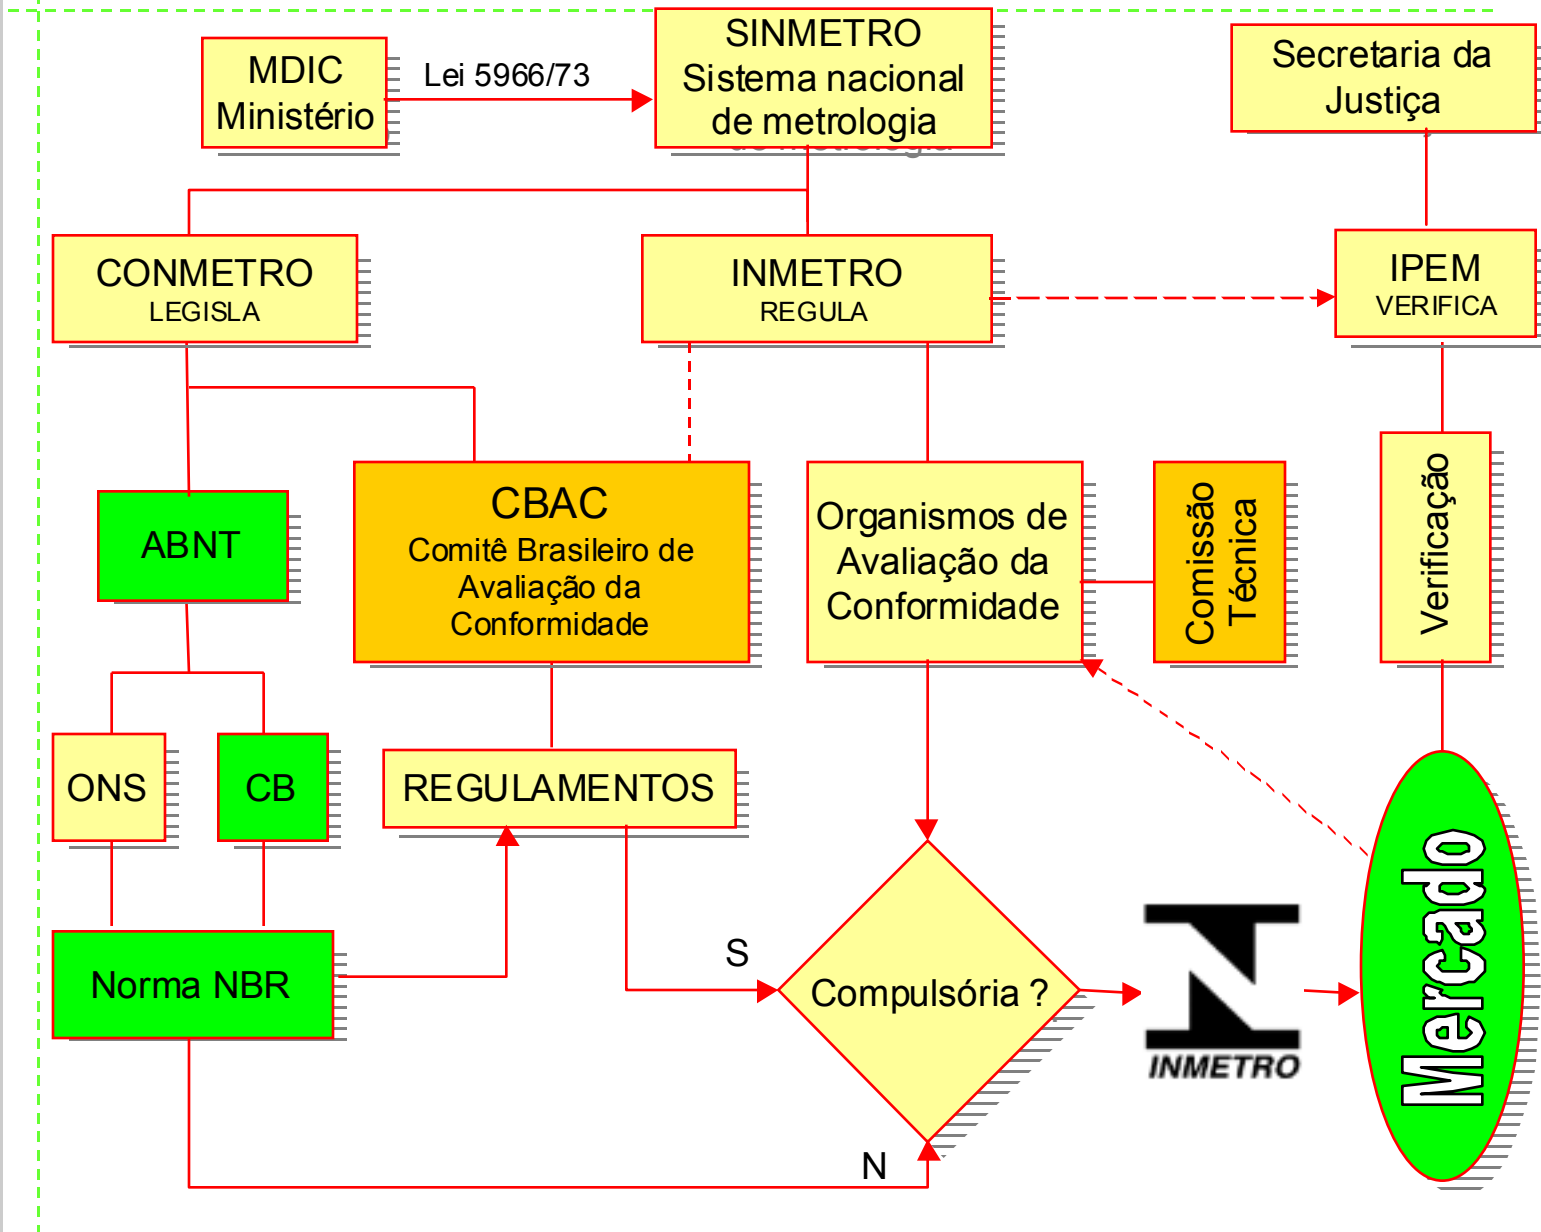 MDIC
Ministério
Lei 5966/73
SINMETRO
Sistema nacional
de metrologia
Secretaria da
Justiça
CONMETRO
LEGISLA
INMETRO
REGULA
IPEM
VERIFICA
ABNT
CBAC
Comitê Brasileiro de
Avaliação da
Conformidade
Organismos de
Avaliação da
Conformidade
Comissão
Técnica
Verificação
ONS
CB
REGULAMENTOS
Norma NBR
S
Compulsória ?
INMETRO
Mercado
N